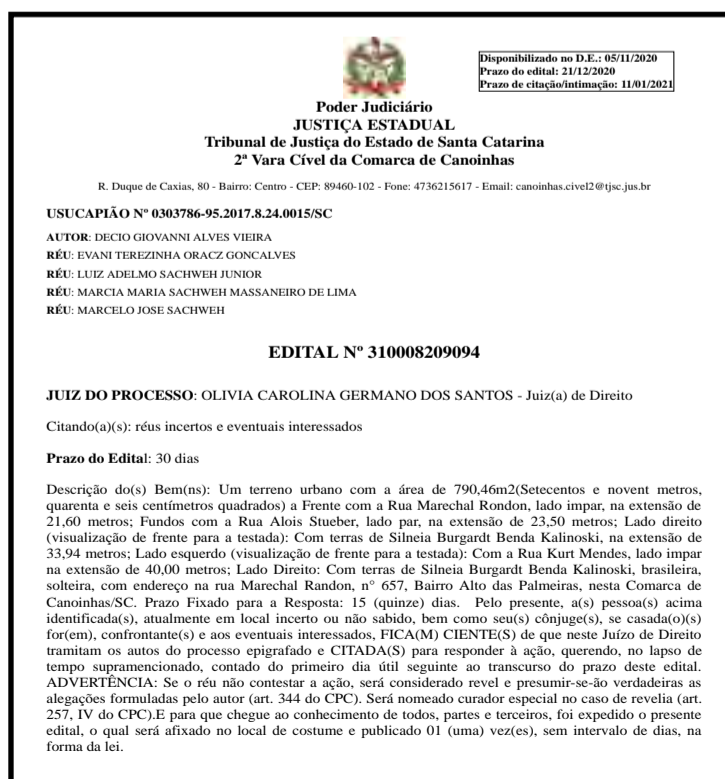 Disponibilizado no D.E.: 05/11/2020
Prazo do edital: 21/12/2020
Prazo de citação/intimação: 11/01/2021
Poder Judiciário
JUSTIÇA ESTADUAL
Tribunal de Justiça do Estado de Santa Catarina
2ª Vara Cível da Comarca de Canoinhas
R. Duque de Caxias, 80 - Bairro: Centro - CEP: 89460-102 - Fone: 4736215617 - Email: canoinhas.civel2@tjsc.jus.br
USUCAPIÃO Nº 0303786-95.2017.8.24.0015/SC
AUTOR: DECIO GIOVANNI ALVES VIEIRA
RÉU: EVANI TEREZINHA ORACZ GONCALVES
RÉU: LUIZ ADELMO SACHWEH JUNIOR
RÉU: MARCIA MARIA SACHWEH MASSANEIRO DE LIMA
RÉU: MARCELO JOSE SACHWEH
EDITAL Nº 310008209094
JUIZ DO PROCESSO: OLIVIA CAROLINA GERMANO DOS SANTOS - Juiz(a) de Direito
Citando(a)(s): réus incertos e eventuais interessados
Prazo do Edital: 30 dias
Descrição do(s) Bem(ns): Um terreno urbano com a área de 790,46m2(Setecentos e novent metros,
quarenta e seis centímetros quadrados) a Frente com a Rua Marechal Rondon, lado impar, na extensão de
21,60 metros; Fundos com a Rua Alois Stueber, lado par, na extensão de 23,50 metros; Lado direito
(visualização de frente para a testada): Com terras de Silneia Burgardt Benda Kalinoski, na extensão de
33,94 metros; Lado esquerdo (visualização de frente para a testada): Com a Rua Kurt Mendes, lado impar
na extensão de 40,00 metros; Lado Direito: Com terras de Silneia Burgardt Benda Kalinoski, brasileira,
solteira, com endereço na rua Marechal Randon, n° 657, Bairro Alto das Palmeiras, nesta Comarca de
Canoinhas/SC. Prazo Fixado para a Resposta: 15 (quinze) dias. Pelo presente, a(s) pessoa(s) acima
identificada(s), atualmente em local incerto ou não sabido, bem como seu(s) cônjuge(s), se casada(o)(s)
for(em), confrontante(s) e aos eventuais interessados, FICA(M) CIENTE(S) de que neste Juízo de Direito
tramitam os autos do processo epigrafado e CITADA(S) para responder à ação, querendo, no lapso de
tempo supramencionado, contado do primeiro dia útil seguinte ao transcurso do prazo deste edital.
ADVERTÊNCIA: Se o réu não contestar a ação, será considerado revel e presumir-se-ão verdadeiras as
alegações formuladas pelo autor (art. 344 do CPC). Será nomeado curador especial no caso de revelia (art.
257, IV do CPC).E para que chegue ao conhecimento de todos, partes e terceiros, foi expedido o presente
edital, o qual será afixado no local de costume e publicado 01 (uma) vez(es), sem intervalo de dias, na
forma da lei.